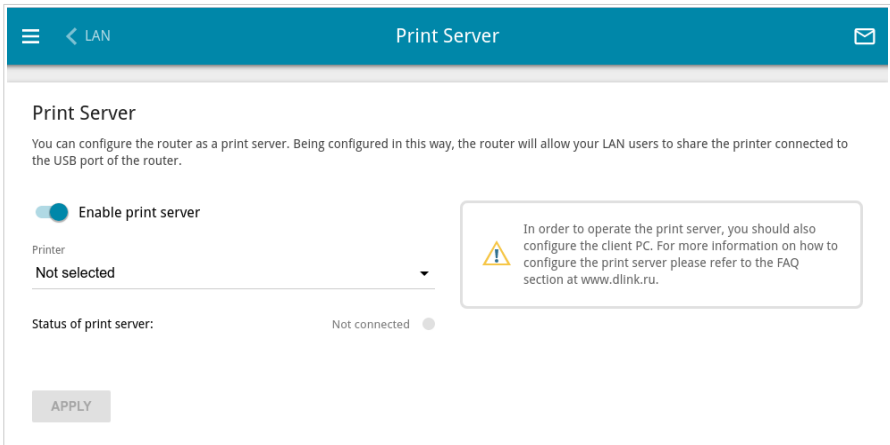 LAN
Print Server
Print Server
You can configure the router as a print server. Being configured in this way, the router will allow your LAN users to share the printer connected to
the USB port of the router.
Enable print server
Printer
Not selected
Status of print server:
Not connected
In order to operate the print server, you should also
configure the client PC. For more information on how to
configure the print server please refer to the FAQ
section at www.dlink.ru.
APPLY